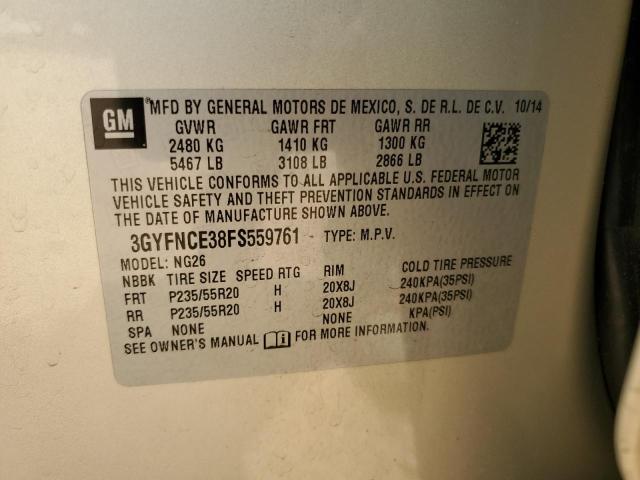 GM
® MFD BY GENERAL MOTORS DE MEXICO, S. DE R.L. DE C.V. 10/14
GVWR GAWR FRT GAWR RR
2480 KG 1410 KG 1300 KG
5467 LB 3108 LB 2866 LB
THIS VEHICLE CONFORMS TO ALL APPLICABLE U.S. FEDERAL MOTOR
VEHICLE SAFETY AND THEFT PREVENTION STANDARDS IN EFFECT ON
THE DATE OF MANUFACTURE SHOWN ABOVE.
3GYFNCE38FS559761 TYPE: M.P.V.
MODEL: NG26
NBBK TIRE SIZE SPEED RTG RIM COLD TIRE PRESSURE
FRT P235/55R20 H 20X8J 240KPA(35PSI)
RR P235/55R20 H 20X8J 240KPA(35PSI)
SPA NONE NONE KPA(PSI)
SEE OWNER'S MANUAL i FOR MORE INFORMATION.